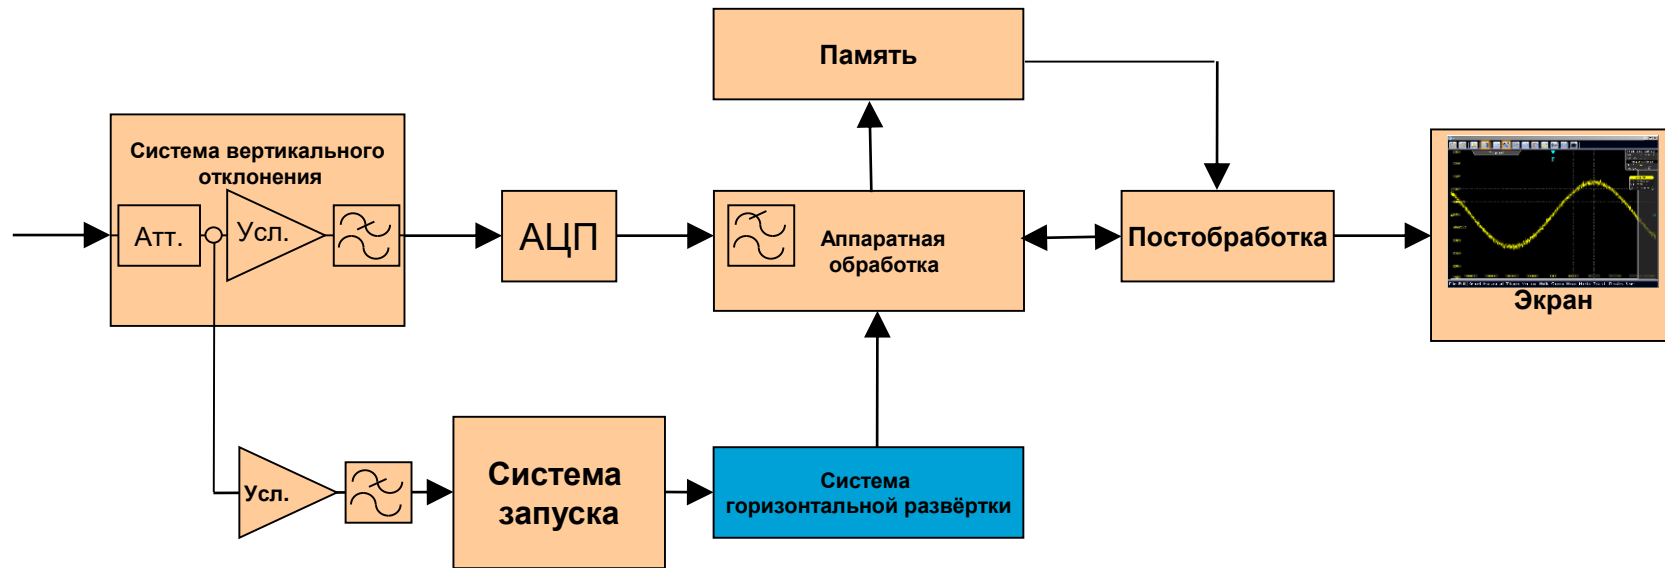 Память
Система вертикального
отклонения
Атт.
Усл.
АЦП
Аппаратная
обработка
Постобработка
Экран
Усл.
Система
запуска
Система
горизонтальной развёртки